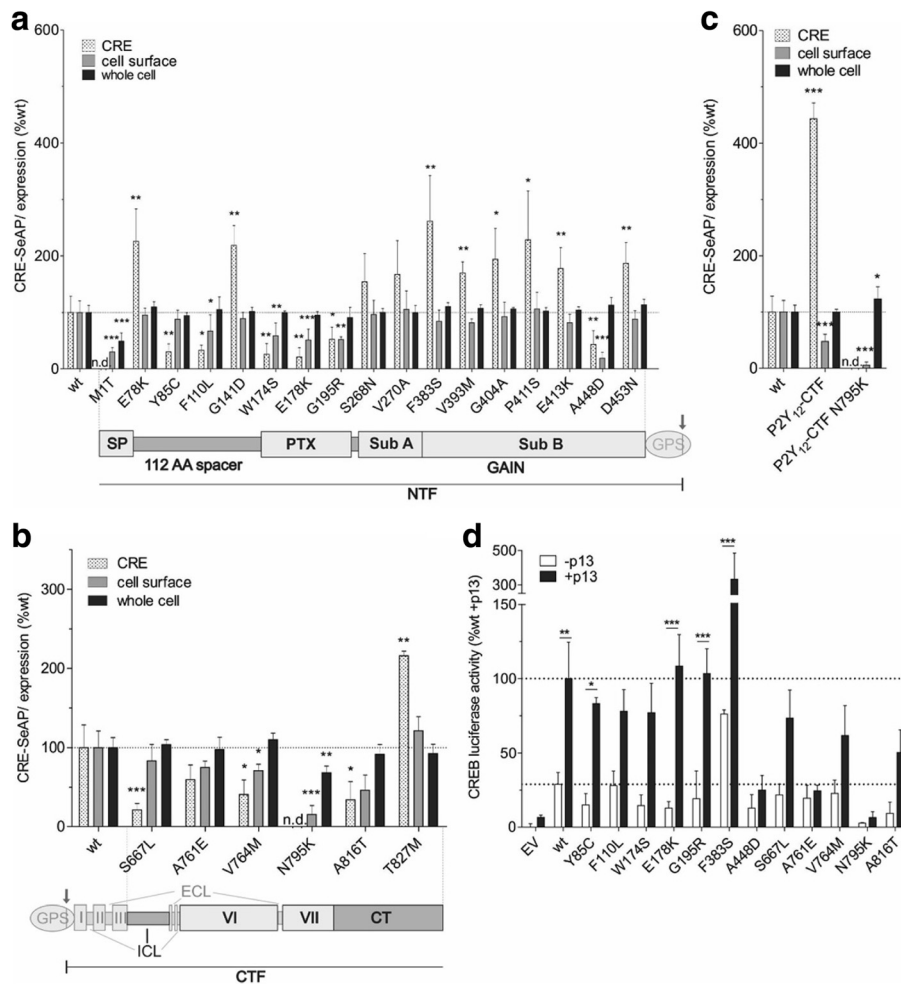 a
CRE-SeAP/ expression (%wt)
600
400
200
100
0
CRE
cell surface
whole cell
n.d
***
***
**
**
*
*
**
**
**
**
***
*
**
**
**
*
*
**
**
***
***
wt
M1T
E78K
Y85C
F110L
G141D
W174S
E178K
G195R
S268N
V270A
F383S
V393M
G404A
P411S
E413K
A448D
D453N
SP
PTX
Sub A
Sub B
GPS
112 AA spacer
GAIN
NTF
c
CRE-SeAP/ expression (%wt)
600
400
200
100
0
CRE
cell surface
whole cell
***
***
n.d.
***
*
wt
P2Y12-CTF
P2Y12-CTF N795K
b
CRE-SeAP/ expression (%wt)
300
200
100
0
CRE
cell surface
whole cell
***
*
*
n.d.
***
**
*
**
wt
S667L
A761E
V764M
N795K
A816T
T827M
ECL
GPS
I
II
III
VI
VII
CT
ICL
CTF
d
CREB luciferase activity (%wt +p13)
500
300
150
100
50
0
-p13
+p13
**
*
***
***
***
EV
wt
Y85C
F110L
W174S
E178K
G195R
F383S
A448D
S667L
A761E
V764M
N795K
A816T